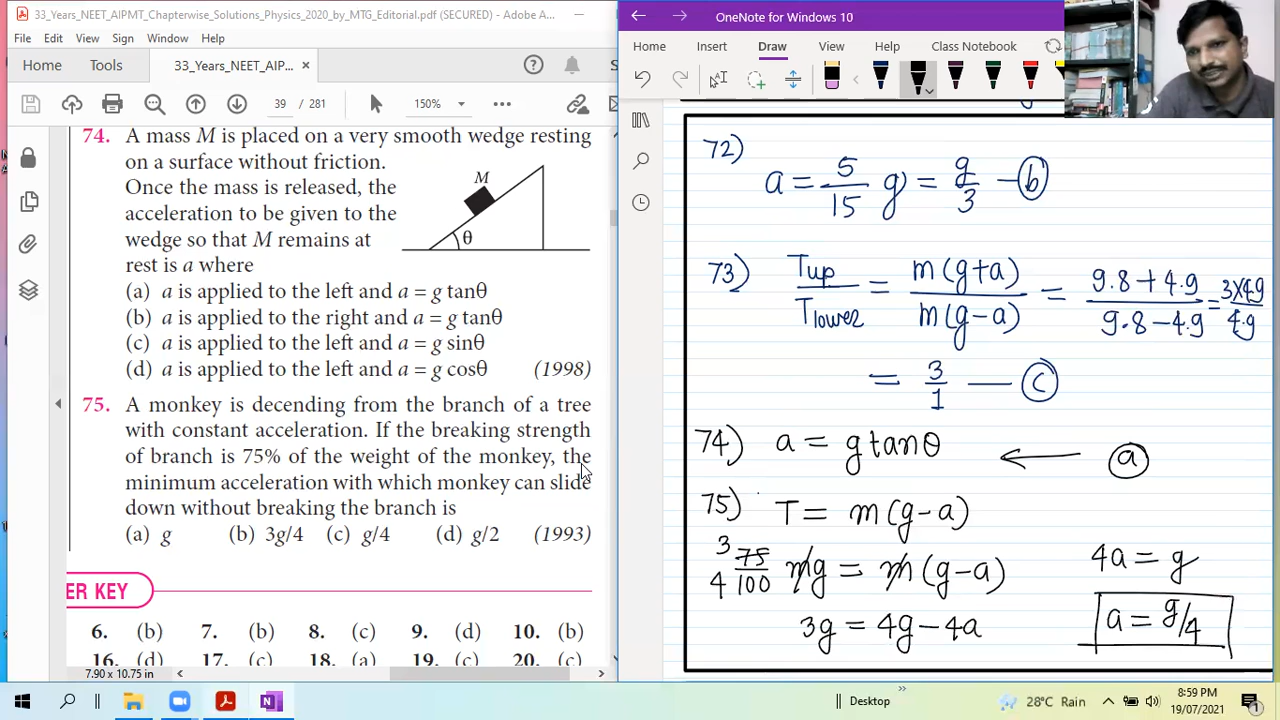 33_Years_NEET_AIPMT_Chapterwise_Solutions_Physics_2020_by_MTG_Editorial.pdf (SECURED) - Adobe A...
File Edit View Sign Window Help
Home Tools 33_Years_NEET_AIP... ×
39 / 281 150%
74. A mass M is placed on a very smooth wedge resting
on a surface without friction.
Once the mass is released, the
acceleration to be given to the
wedge so that M remains at
rest is a where
M
θ
(a) a is applied to the left and a = g tanθ
(b) a is applied to the right and a = g tanθ
(c) a is applied to the left and a = g sinθ
(d) a is applied to the left and a = g cosθ (1998)
75. A monkey is decending from the branch of a tree
with constant acceleration. If the breaking strength
of branch is 75% of the weight of the monkey, the
minimum acceleration with which monkey can slide
down without breaking the branch is
(a) g (b) 3g/4 (c) g/4 (d) g/2 (1993)
ER KEY
6. (b) 7. (b) 8. (c) 9. (d) 10. (b)
16. (d) 17. (c) 18. (a) 19. (c) 20. (c)
7.90 x 10.75 in
OneNote for Windows 10
Home Insert Draw View Help Class Notebook
72) a = 5/15 g = g/3 – b
73) Tup/Tlower = m(g+a)/m(g-a) = 9.8 + 4.9/9.8 – 4.9 = 3×4.9/4.9
= 3/1 — c
74) a = g tanθ ← a
75) T = m(g-a)
3 75/4 100 mg = m(g-a) 4a = g
3g = 4g – 4a a = g/4
Desktop 28°C Rain 8:59 PM
19/07/2021